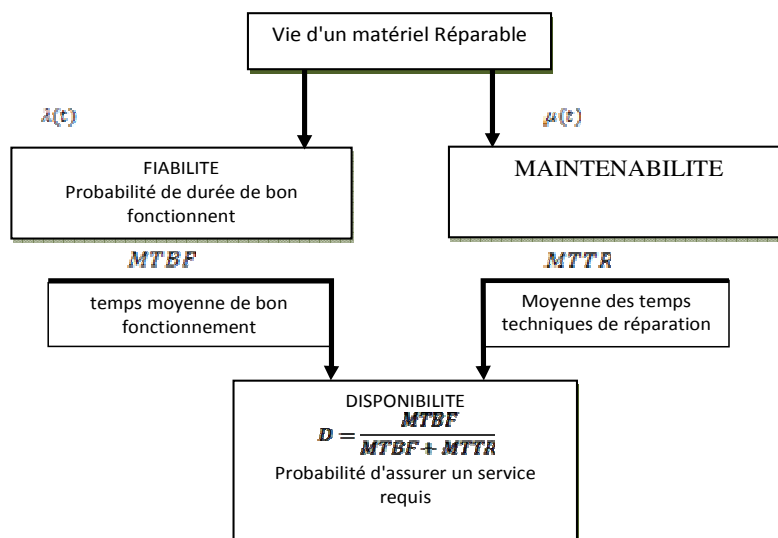 Vie d'un matériel Réparable
λ(t)
μ(t)
FIABILITE
Probabilité de durée de bon
fonctionnent
MAINTENABILITE
MTBF
MTTR
temps moyenne de bon
fonctionnement
Moyenne des temps
techniques de réparation
DISPONIBILITE
D = MTBF / MTBF + MTTR
Probabilité d'assurer un service
requis